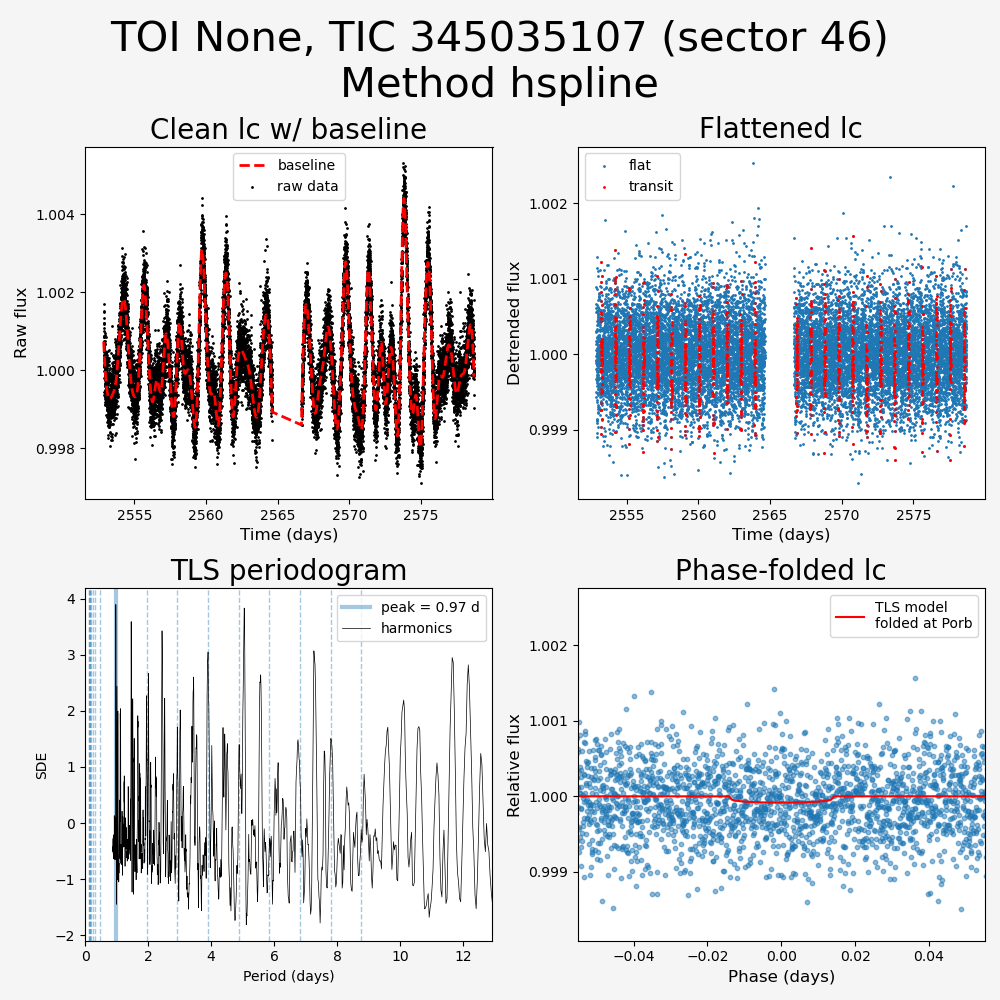 TOI None, TIC 345035107 (sector 46)
Method hspline
Clean lc w/ baseline
baseline
raw data
Raw flux
1.004
1.002
1.000
0.998
2555 2560 2565 2570 2575
Time (days)
Flattened lc
flat
transit
Detrended flux
1.002
1.001
1.000
0.999
2555 2560 2565 2570 2575
Time (days)
TLS periodogram
peak = 0.97 d
harmonics
SDE
4
3
2
1
0
−1
−2
0 2 4 6 8 10 12
Period (days)
Phase-folded lc
TLS model
folded at Porb
Relative flux
1.002
1.001
1.000
0.999
−0.04 −0.02 0.00 0.02 0.04
Phase (days)